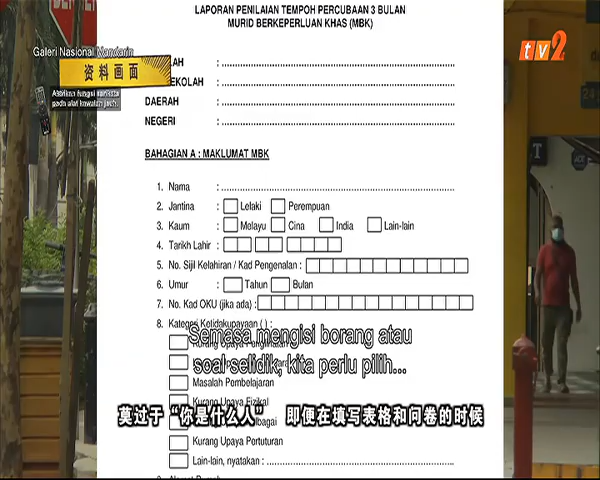 LAPORAN PENILAIAN TEMPOH PERCUBAAN 3 BULAN
MURID BERKEPERLUAN KHAS (MBK)
Galeri Nasional Mandarin
tv2
资料画面
LAH : 
SEKOLAH : 
DAERAH : 
NEGERI : 
BAHAGIAN A : MAKLUMAT MBK
1. Nama : 
2. Jantina : Lelaki Perempuan
3. Kaum : Melayu Cina India Lain-lain
4. Tarikh Lahir :
5. No. Sijil Kelahiran / Kad Pengenalan :
6. Umur : Tahun Bulan
7. No. Kad OKU (jika ada) :
8. Kategori Ketidakupayaan ( ) :
Semasa mengisi borang atau
soal selidik, kita perlu pilih...
Masalah Pembelajaran
Kurang Upaya Fizikal
莫过于“你是什么人” 即便在填写表格和问卷的时候
Kurang Upaya Pertuturan
Lain-lain, nyatakan :